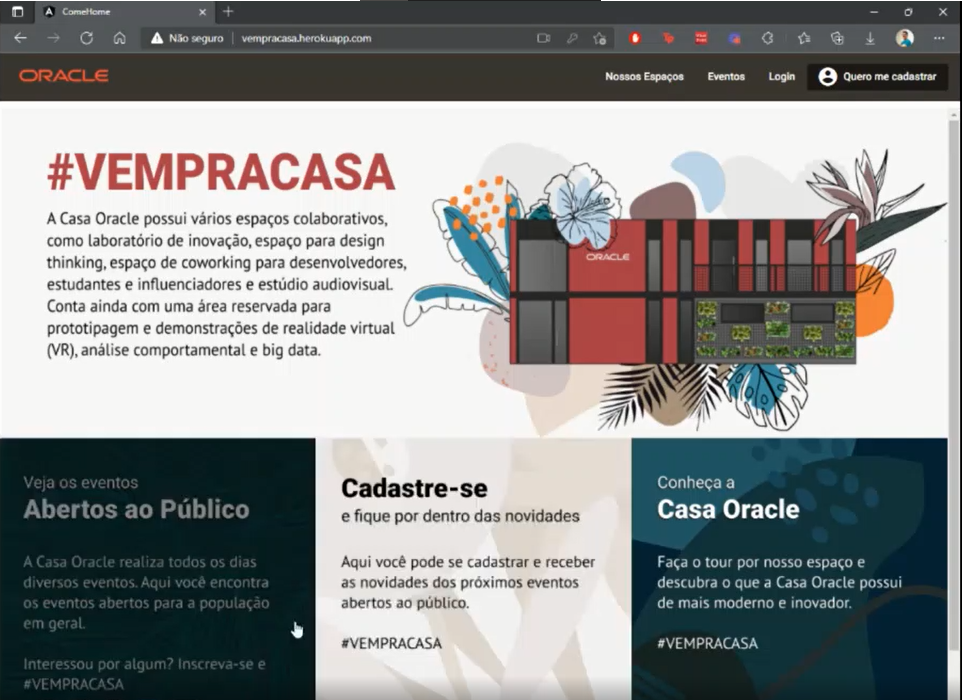 ComeHome
Não seguro
vempracasa.herokuapp.com
ORACLE
Nossos Espaços
Eventos
Login
Quero me cadastrar
#VEMPRACASA
A Casa Oracle possui vários espaços colaborativos,
como laboratório de inovação, espaço para design
thinking, espaço de coworking para desenvolvedores,
estudantes e influenciadores e estúdio audiovisual.
Conta ainda com uma área reservada para
prototipagem e demonstrações de realidade virtual
(VR), análise comportamental e big data.
ORACLE
Veja os eventos
Abertos ao Público
A Casa Oracle realiza todos os dias
diversos eventos. Aqui você encontra
os eventos abertos para a população
em geral.
Interessou por algum? Inscreva-se e
#VEMPRACASA
Cadastre-se
e fique por dentro das novidades
Aqui você pode se cadastrar e receber
as novidades dos próximos eventos
abertos ao público.
#VEMPRACASA
Conheça a
Casa Oracle
Faça o tour por nosso espaço e
descubra o que a Casa Oracle possui
de mais moderno e inovador.
#VEMPRACASA